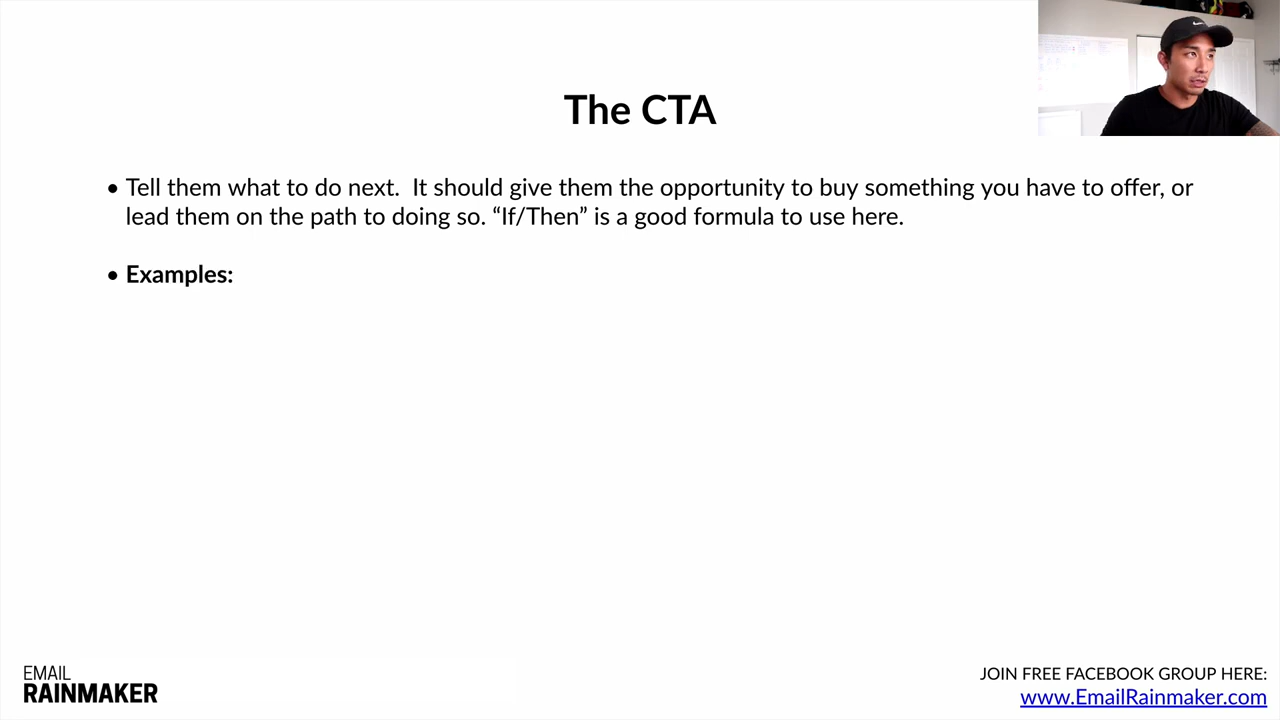 The CTA
• Tell them what to do next.  It should give them the opportunity to buy something you have to offer, or
lead them on the path to doing so. “If/Then” is a good formula to use here.
• Examples:
EMAIL
RAINMAKER
JOIN FREE FACEBOOK GROUP HERE:
www.EmailRainmaker.com